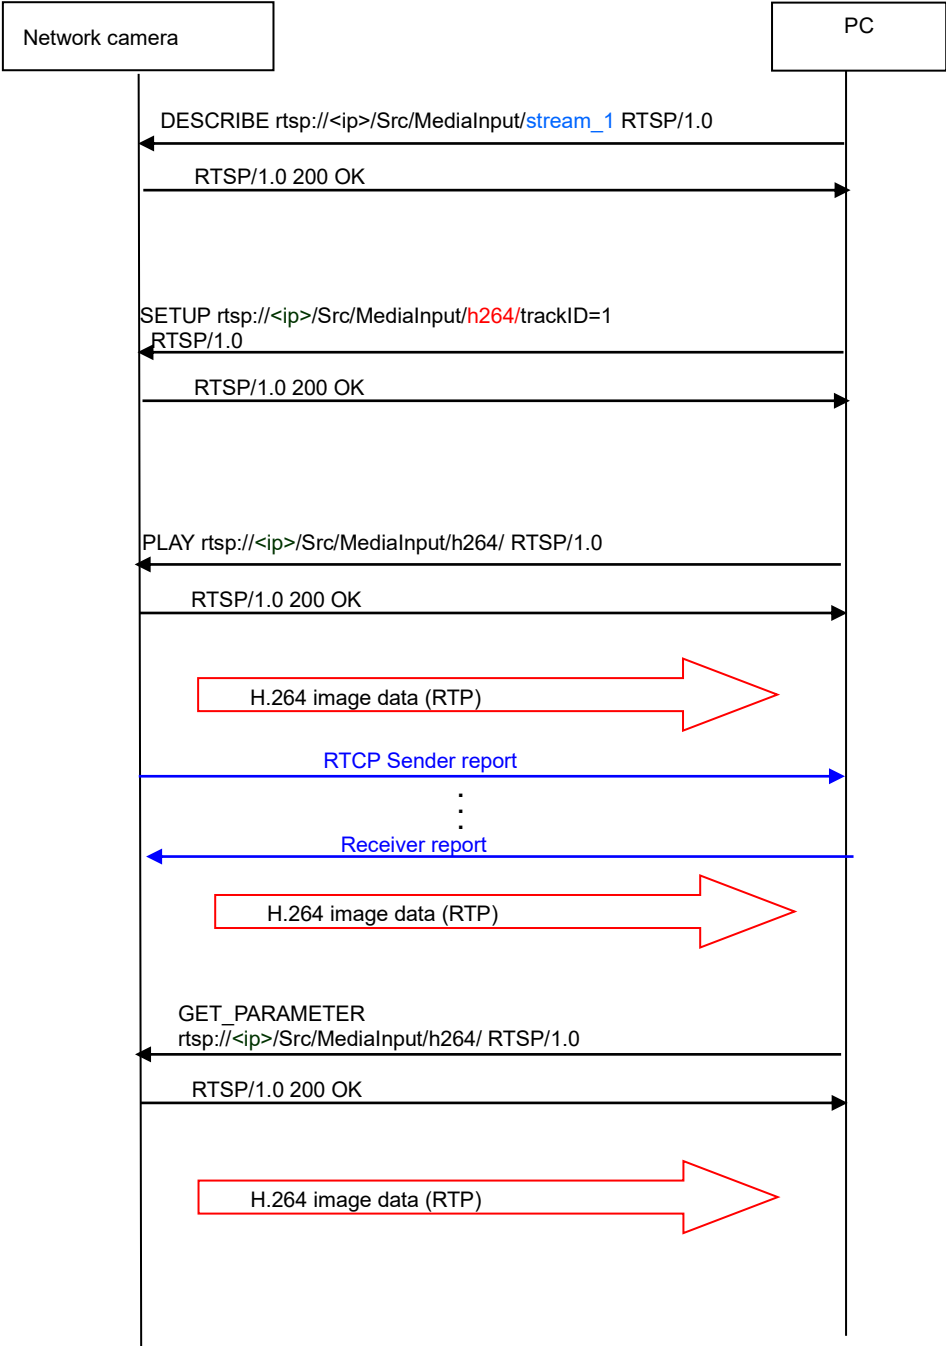 Network camera
PC
DESCRIBE rtsp://<ip>/Src/MediaInput/stream_1 RTSP/1.0
RTSP/1.0 200 OK
SETUP rtsp://<ip>/Src/MediaInput/h264/trackID=1
RTSP/1.0
RTSP/1.0 200 OK
PLAY rtsp://<ip>/Src/MediaInput/h264/ RTSP/1.0
RTSP/1.0 200 OK
H.264 image data (RTP)
RTCP Sender report
Receiver report
H.264 image data (RTP)
GET_PARAMETER
rtsp://<ip>/Src/MediaInput/h264/ RTSP/1.0
RTSP/1.0 200 OK
H.264 image data (RTP)